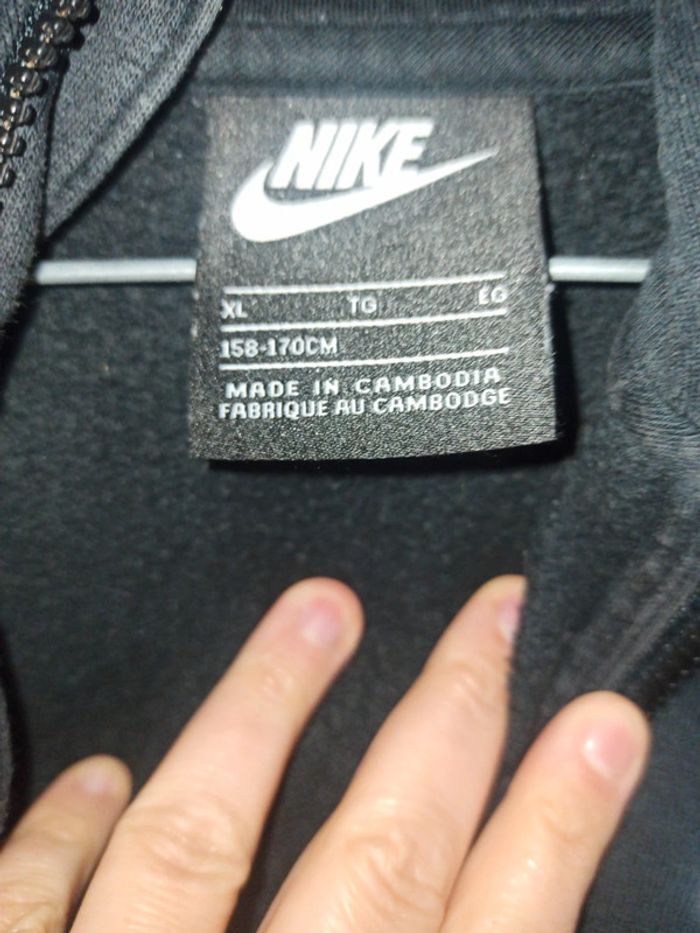 NIKE
XL TG EG
158-170CM
MADE IN CAMBODIA
FABRIQUE AU CAMBODGE